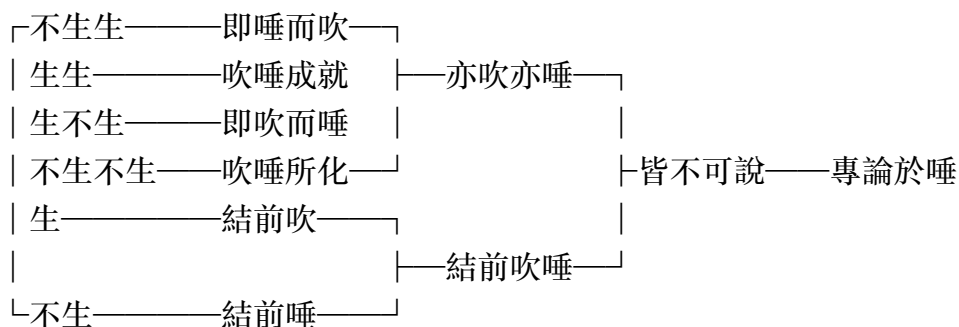 ┌不生生─────即唾而吹──┐
│生生──────吹唾成就 ├──亦吹亦唾──┐
│生不生─────即吹而唾 │ │
│不生不生────吹唾所化─┘ ├皆不可說───專論於唾
│生───────結前吹───┐ │
│ ├──結前吹唾──┘
└不生──────結前唾───┘